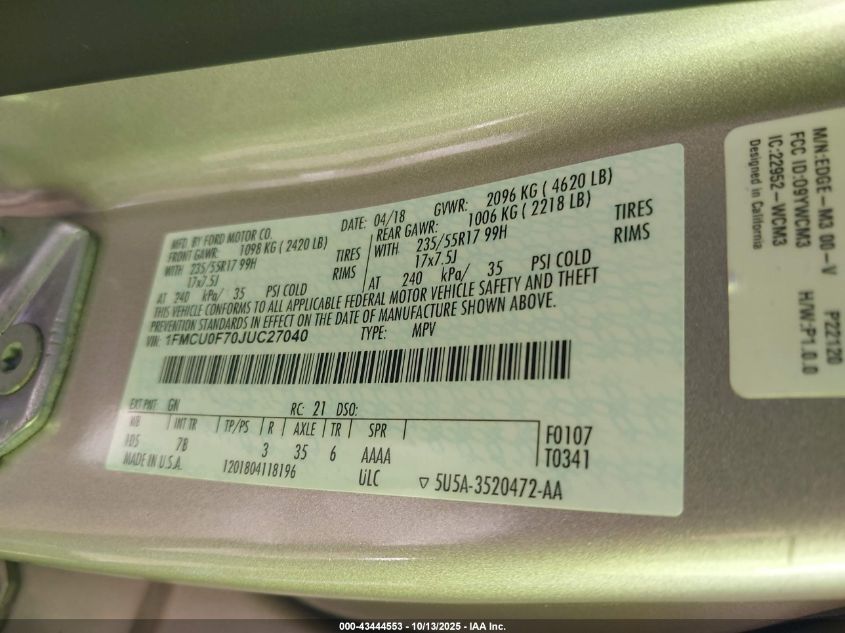 MFD. BY FORD MOTOR CO.
DATE: 04/18
GVWR: 2096 KG ( 4620 LB)
FRONT GAWR: 1098 KG ( 2420 LB)
REAR GAWR: 1006 KG ( 2218 LB)
WITH 235/55R17 99H TIRES
WITH 235/55R17 99H TIRES
17x7.5J RIMS
17x7.5J RIMS
AT 240 kPa/ 35 PSI COLD
AT 240 kPa/ 35 PSI COLD
THIS VEHICLE CONFORMS TO ALL APPLICABLE FEDERAL MOTOR VEHICLE SAFETY AND THEFT
PREVENTION STANDARDS IN EFFECT ON THE DATE OF MANUFACTURE SHOWN ABOVE.
VIN: 1FMCU0F70JUC27040
TYPE: MPV
EXT PNT: GN RC: 21 DSO:
WB INT TR TP/PS R AXLE TR SPR
105 7B 3 35 6 AAAA
F0107
T0341
MADE IN U.S.A. 1201804118196 ULC ▽ 5U5A-3520472-AA
M/N:EDGE-M3 00-V P22120
FCC ID:O9YWCM3
IC:22952-WCM3 H/W:P1.0.0
Designed in California
000-43444553 - 10/13/2025 - IAA Inc.